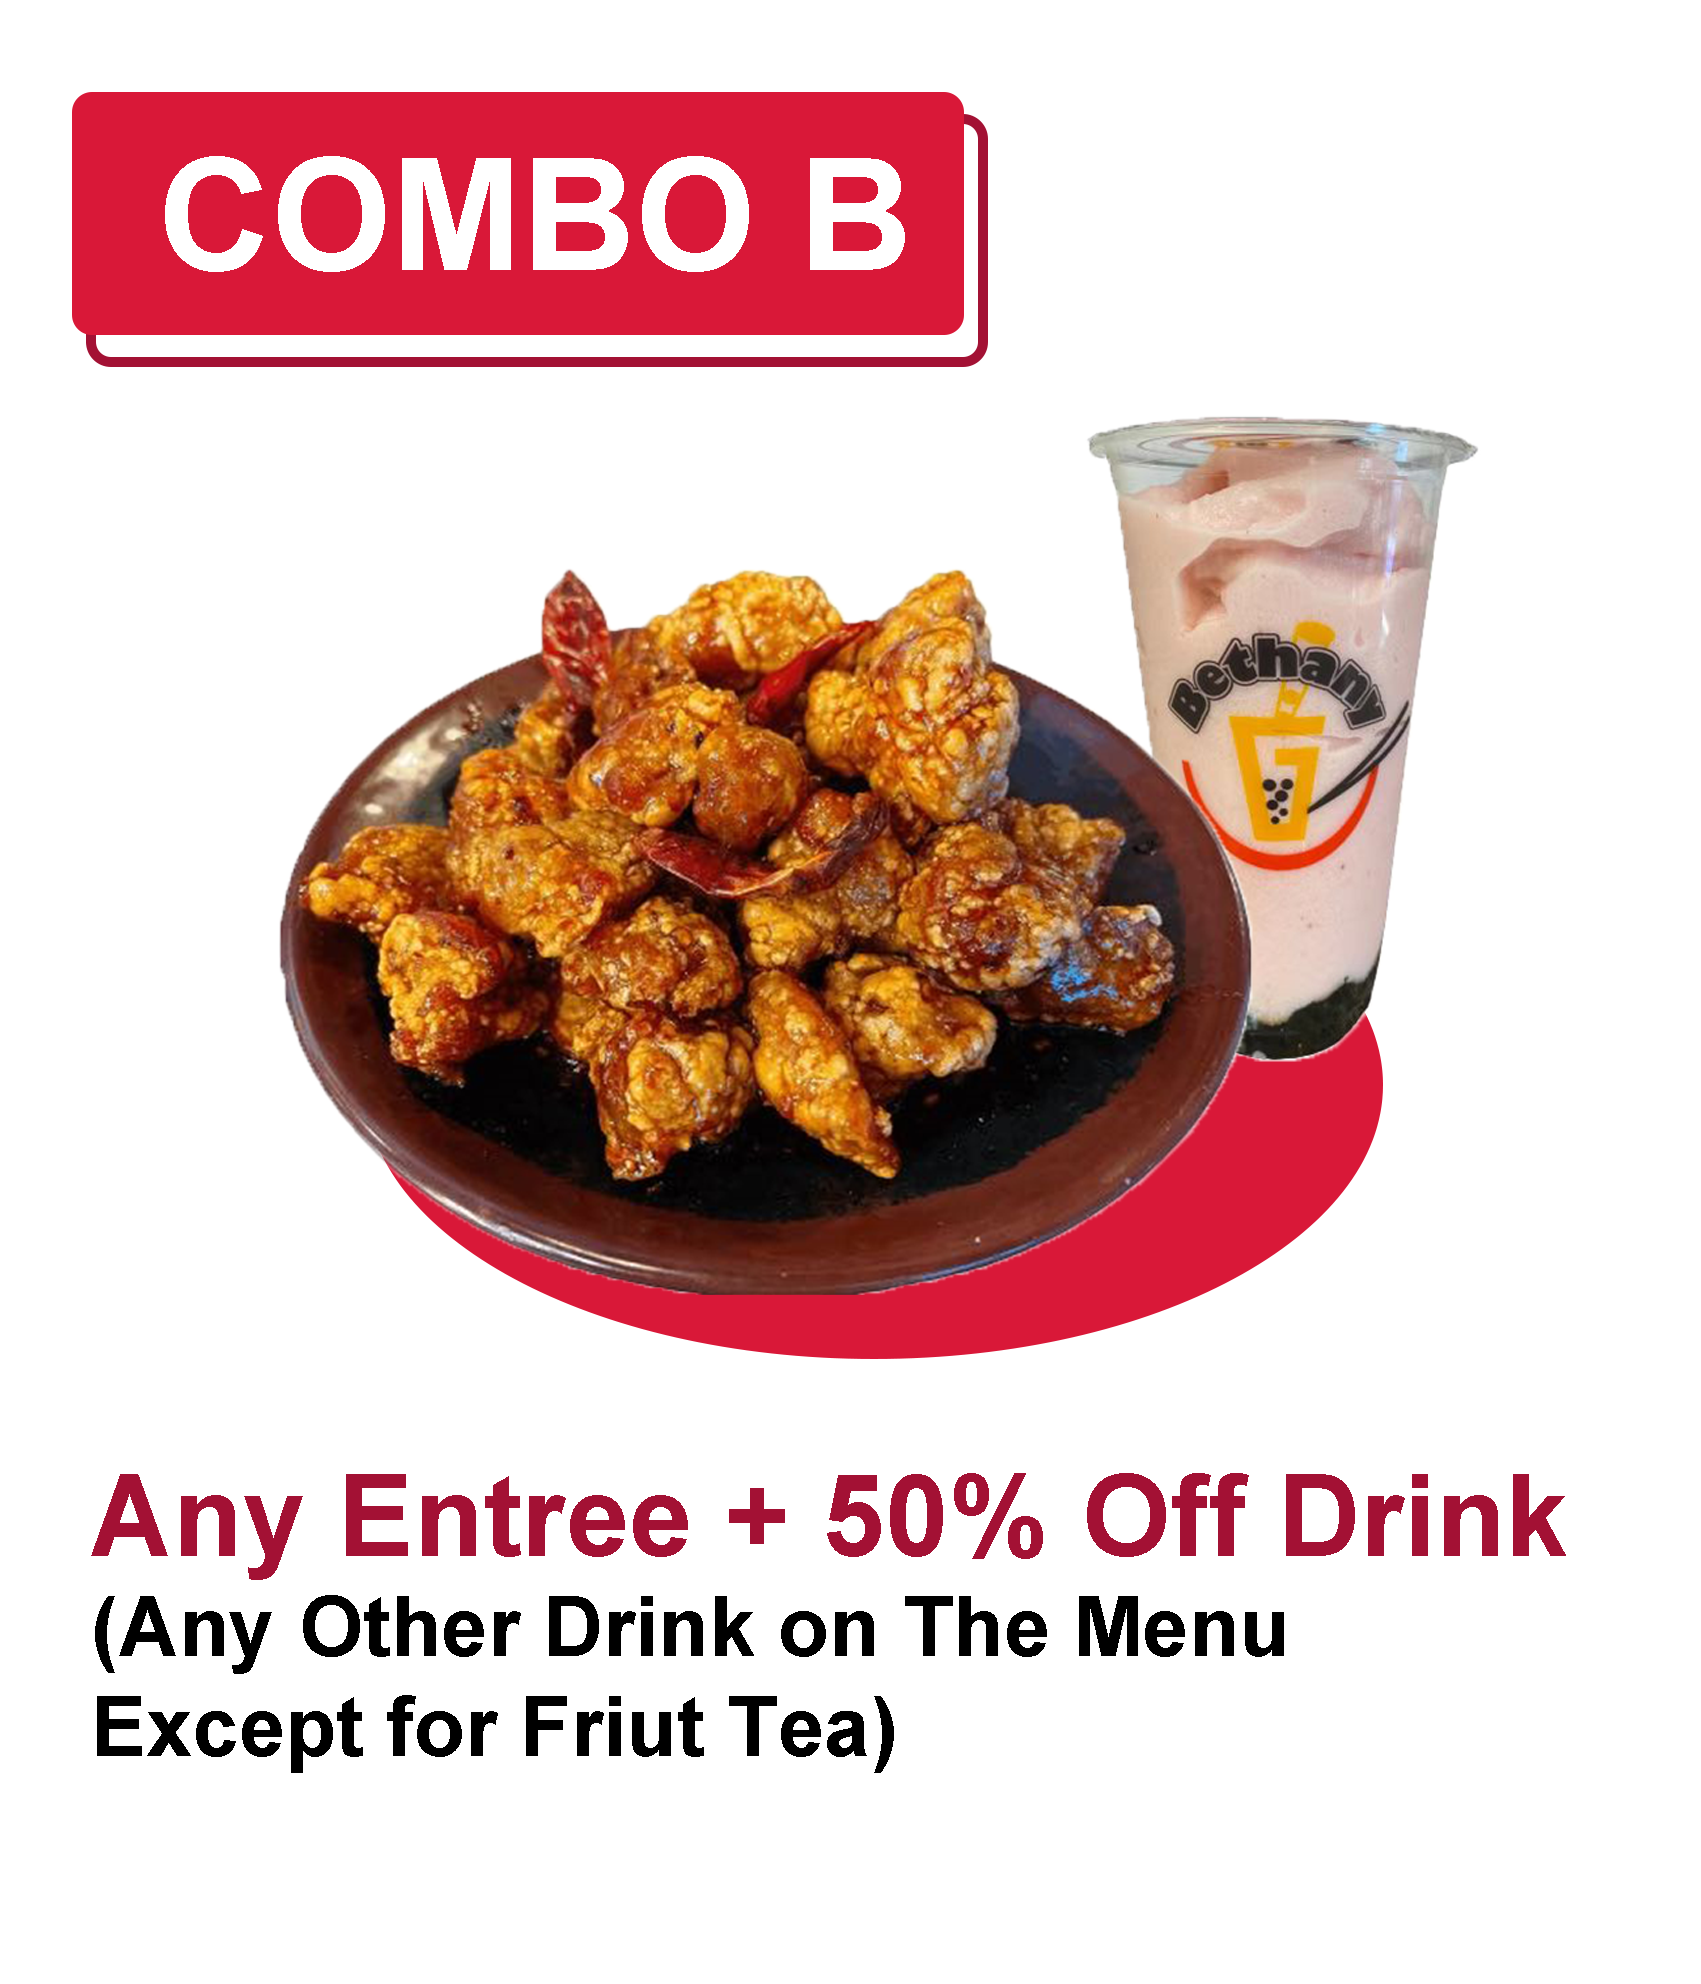 COMBO B
Bethany
Any Entree + 50% Off Drink
(Any Other Drink on The Menu
Except for Friut Tea)